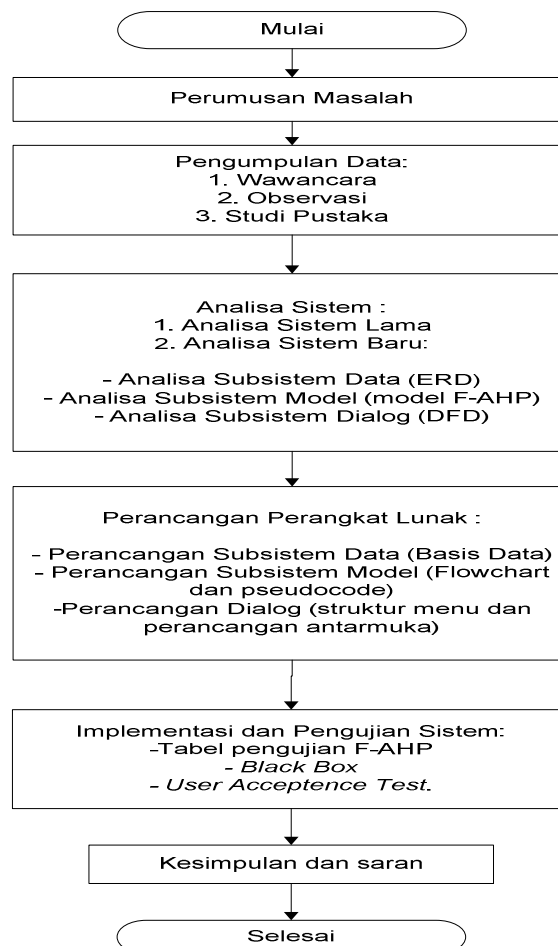 Mulai
Perumusan Masalah
Pengumpulan Data:
1. Wawancara
2. Observasi
3. Studi Pustaka
Analisa Sistem :
1. Analisa Sistem Lama
2. Analisa Sistem Baru:
- Analisa Subsistem Data (ERD)
- Analisa Subsistem Model (model F-AHP)
- Analisa Subsistem Dialog (DFD)
Perancangan Perangkat Lunak :
- Perancangan Subsistem Data (Basis Data)
- Perancangan Subsistem Model (Flowchart
dan pseudocode)
-Perancangan Dialog (struktur menu dan
perancangan antarmuka)
Implementasi dan Pengujian Sistem:
-Tabel pengujian F-AHP
- Black Box
- User Acceptence Test.
Kesimpulan dan saran
Selesai